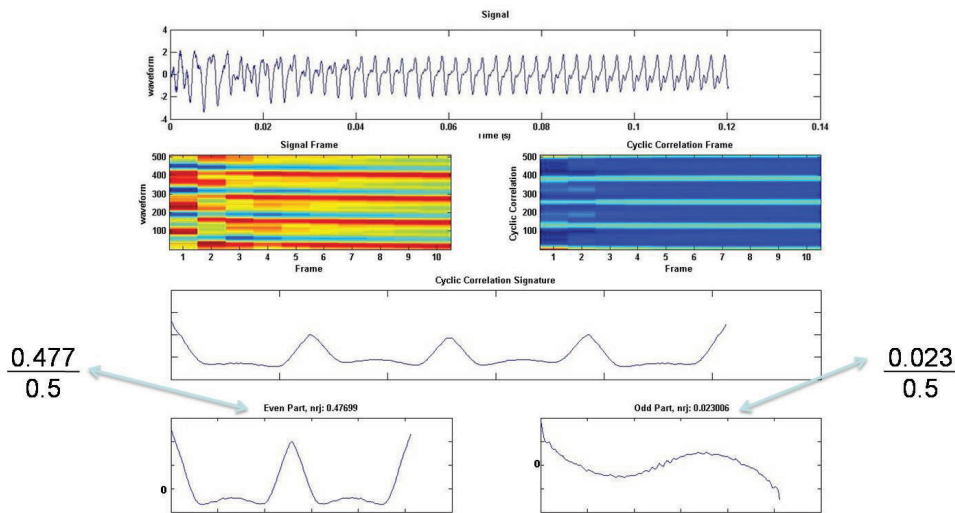 Signal
4
2
0
-2
-4
waveform
0 0.02 0.04 0.06 0.08 0.1 0.12 0.14
Time (s)
Signal Frame
500
400
300
200
100
waveform
1 2 3 4 5 6 7 8 9 10
Frame
Cyclic Correlation Frame
500
400
300
200
100
Cyclic Correlation
1 2 3 4 5 6 7 8 9 10
Frame
Cyclic Correlation Signature
0.477
0.5
0.023
0.5
Even Part, nrj: 0.47699
0
Odd Part, nrj: 0.023006
0